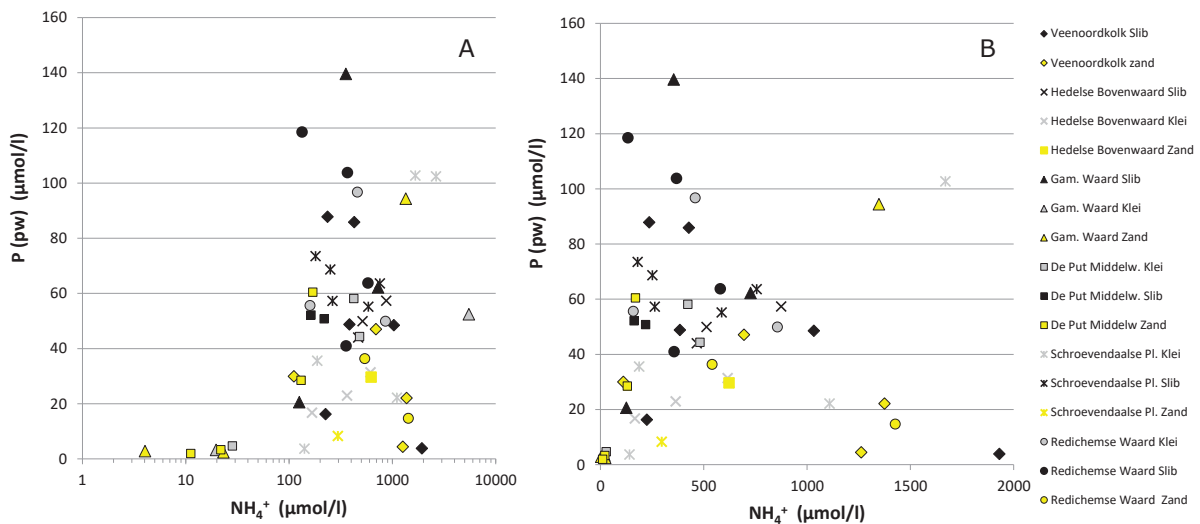 A
P (pw) (µmol/l)
160
140
120
100
80
60
40
20
0
1
10
100
1000
10000
NH₄⁺ (µmol/l)
B
P (pw) (µmol/l)
160
140
120
100
80
60
40
20
0
0
500
1000
1500
2000
NH₄⁺ (µmol/l)
Veenoordkolk Slib
Veenoordkolk zand
Hedelse Bovenwaard Slib
Hedelse Bovenwaard Klei
Hedelse Bovenwaard Zand
Gam. Waard Slib
Gam. Waard Klei
Gam. Waard Zand
De Put Middelw. Klei
De Put Middelw. Slib
De Put Middelw Zand
Schroevendaalse Pl. Klei
Schroevendaalse Pl. Slib
Schroevendaalse Pl. Zand
Redichemse Waard Klei
Redichemse Waard Slib
Redichemse Waard Zand